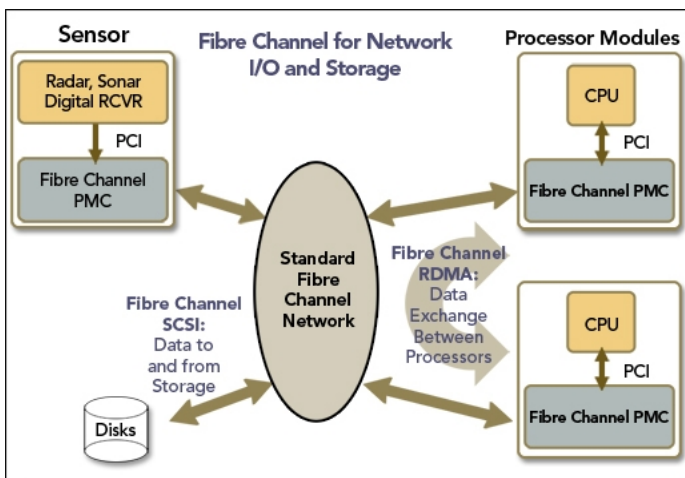 Sensor
Radar, Sonar
Digital RCVR
PCI
Fibre Channel
PMC
Fibre Channel for Network
I/O and Storage
Processor Modules
CPU
PCI
Fibre Channel PMC
Standard
Fibre
Channel
Network
Fibre Channel
RDMA:
Data
Exchange
Between
Processors
Fibre Channel
SCSI:
Data to
and from
Storage
Disks
CPU
PCI
Fibre Channel PMC